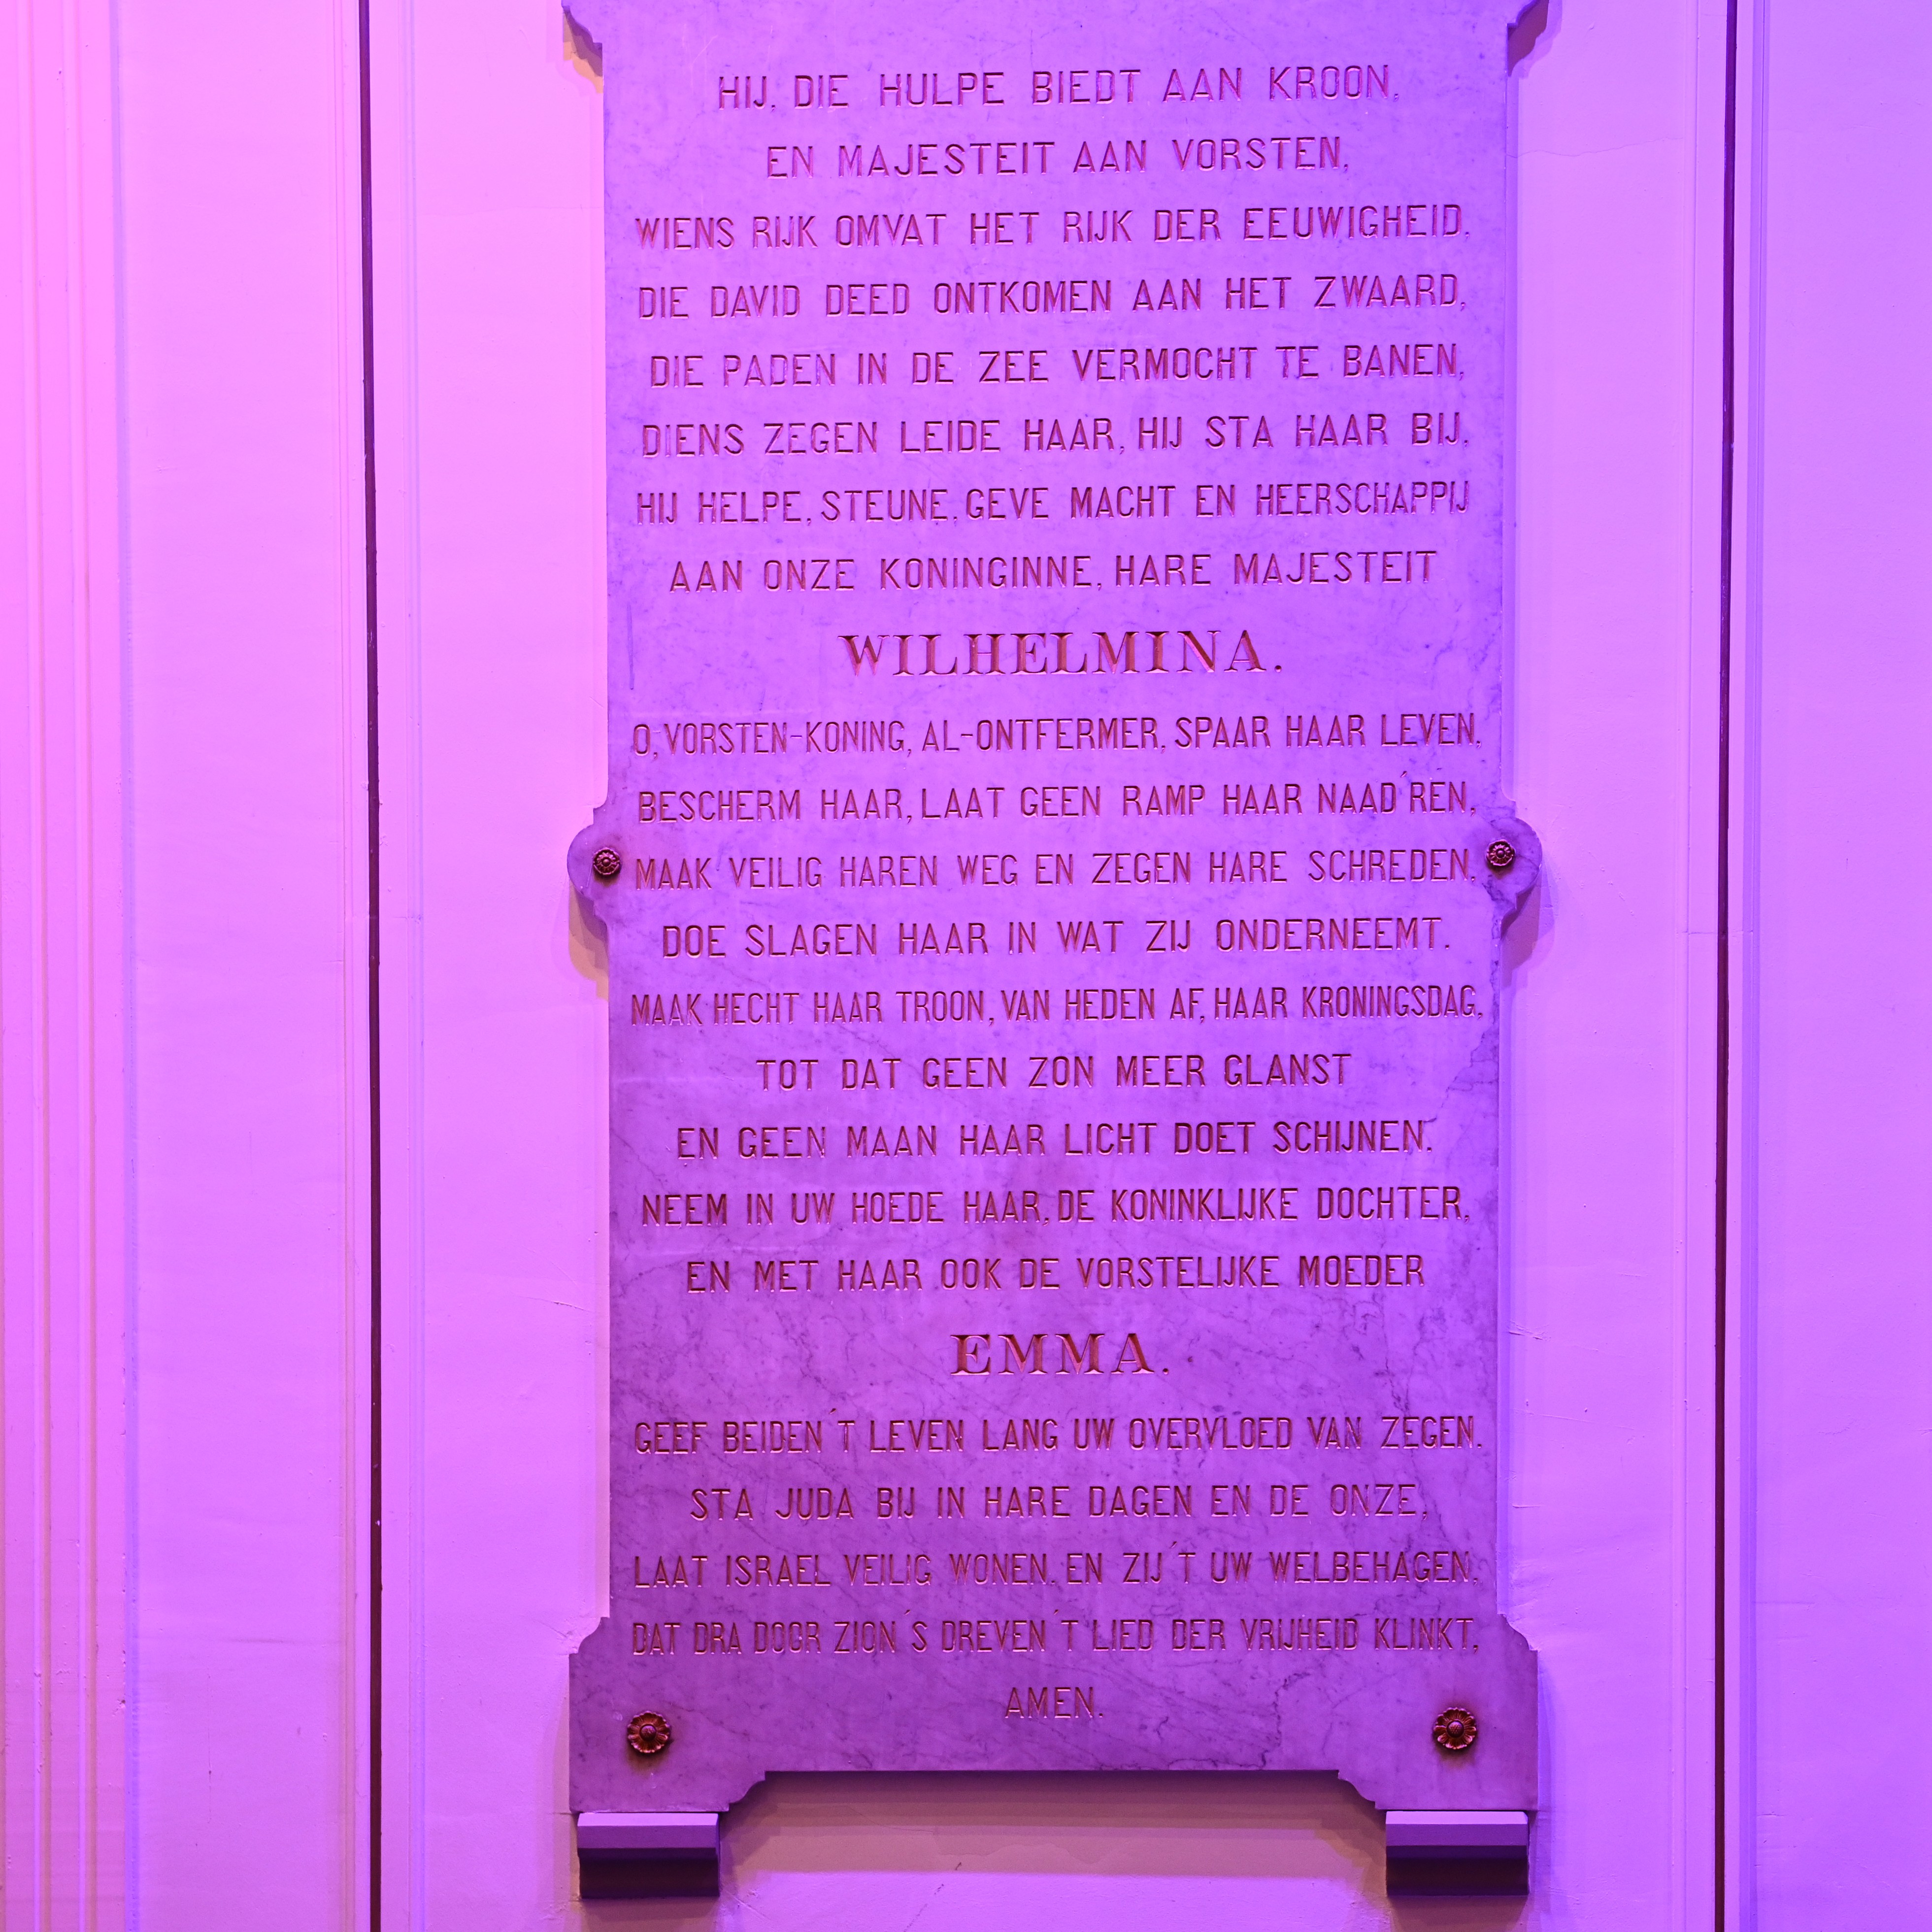 HIJ, DIE HULPE BIEDT AAN KROON,
EN MAJESTEIT AAN VORSTEN,
WIENS RIJK OMVAT HET RIJK DER EEUWIGHEID,
DIE DAVID DEED ONTKOMEN AAN HET ZWAARD,
DIE PADEN IN DE ZEE VERMOCHT TE BANEN,
DIENS ZEGEN LEIDE HAAR, HIJ STA HAAR BIJ,
HIJ HELPE, STEUNE, GEVE MACHT EN HEERSCHAPPIJ
AAN ONZE KONINGINNE, HARE MAJESTEIT
WILHELMINA.
O, VORSTEN-KONING, AL-ONTFERMER, SPAAR HAAR LEVEN,
BESCHERM HAAR, LAAT GEEN RAMP HAAR NAAD'REN,
MAAK VEILIG HAREN WEG EN ZEGEN HARE SCHREDEN,
DOE SLAGEN HAAR IN WAT ZIJ ONDERNEEMT.
MAAK HECHT HAAR TROON, VAN HEDEN AF, HAAR KRONINGSDAG,
TOT DAT GEEN ZON MEER GLANST
EN GEEN MAAN HAAR LICHT DOET SCHIJNEN.
NEEM IN UW HOEDE HAAR, DE KONINKLIJKE DOCHTER,
EN MET HAAR OOK DE VORSTELIJKE MOEDER
EMMA.
GEEF BEIDEN 'T LEVEN LANG UW OVERVLOED VAN ZEGEN.
STA JUDA BIJ IN HARE DAGEN EN DE ONZE,
LAAT ISRAEL VEILIG WONEN, EN ZIJ 'T UW WELBEHAGEN,
DAT DRA DOOR ZION'S DREVEN 'T LIED DER VRIJHEID KLINKT,
AMEN.